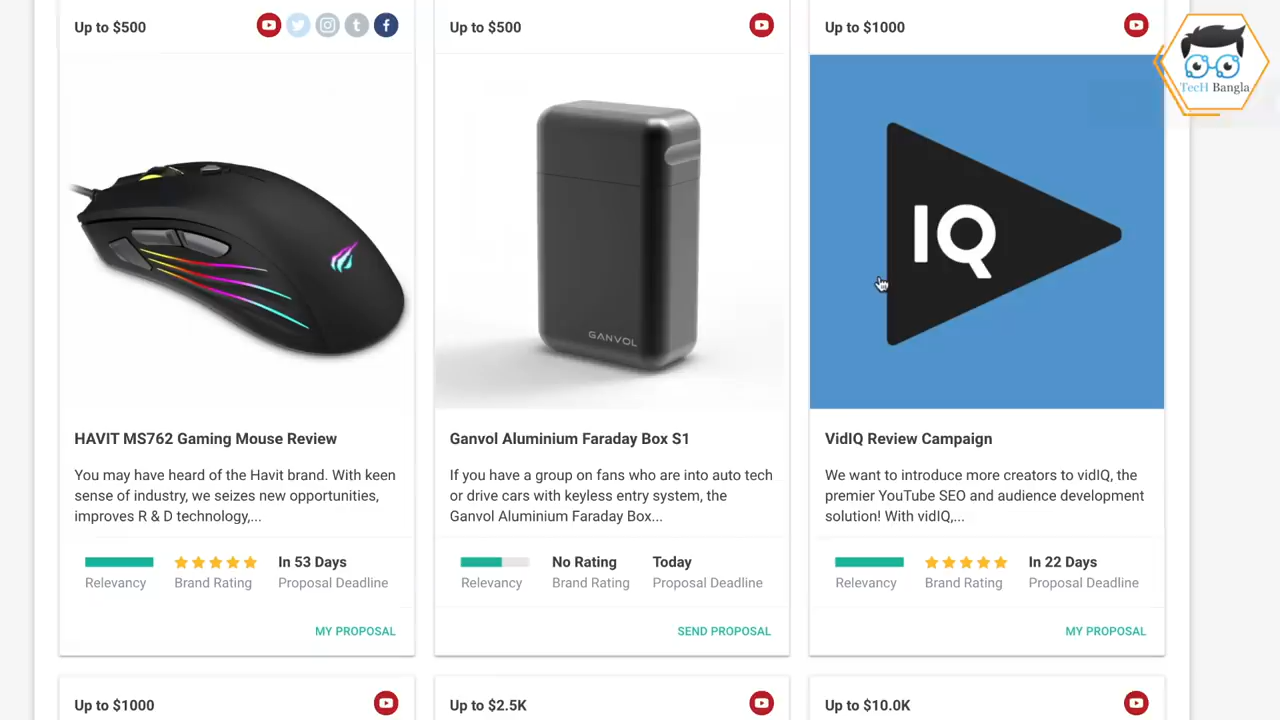 Up to $500
Up to $500
Up to $1000
TecH Bangla
GANVOL
IQ
HAVIT MS762 Gaming Mouse Review
You may have heard of the Havit brand. With keen
sense of industry, we seizes new opportunities,
improves R & D technology,...
Relevancy
Brand Rating
In 53 Days
Proposal Deadline
MY PROPOSAL
Ganvol Aluminium Faraday Box S1
If you have a group on fans who are into auto tech
or drive cars with keyless entry system, the
Ganvol Aluminium Faraday Box...
Relevancy
No Rating
Brand Rating
Today
Proposal Deadline
SEND PROPOSAL
VidIQ Review Campaign
We want to introduce more creators to vidIQ, the
premier YouTube SEO and audience development
solution! With vidIQ,...
Relevancy
Brand Rating
In 22 Days
Proposal Deadline
MY PROPOSAL
Up to $1000
Up to $2.5K
Up to $10.0K